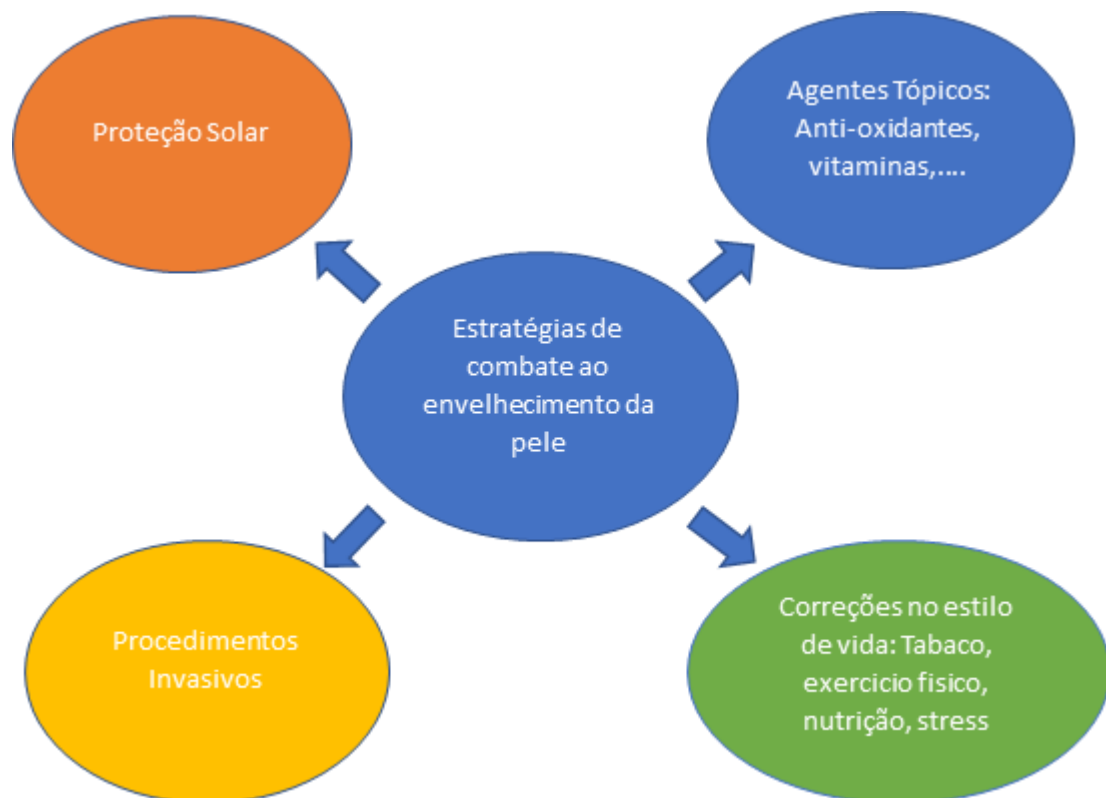 Proteção Solar
Agentes Tópicos:
Anti-oxidantes,
vitaminas,....
Estratégias de
combate ao
envelhecimento da
pele
Procedimentos
Invasivos
Correções no estilo
de vida: Tabaco,
exercicio fisico,
nutrição, stress